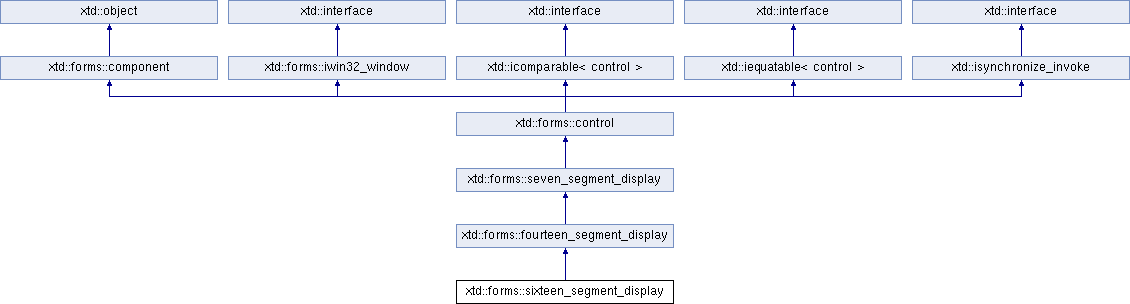 xtd::object
xtd::interface
xtd::interface
xtd::interface
xtd::interface
xtd::forms::component
xtd::forms::iwin32_window
xtd::icomparable< control >
xtd::iequatable< control >
xtd::isynchronize_invoke
xtd::forms::control
xtd::forms::seven_segment_display
xtd::forms::fourteen_segment_display
xtd::forms::sixteen_segment_display